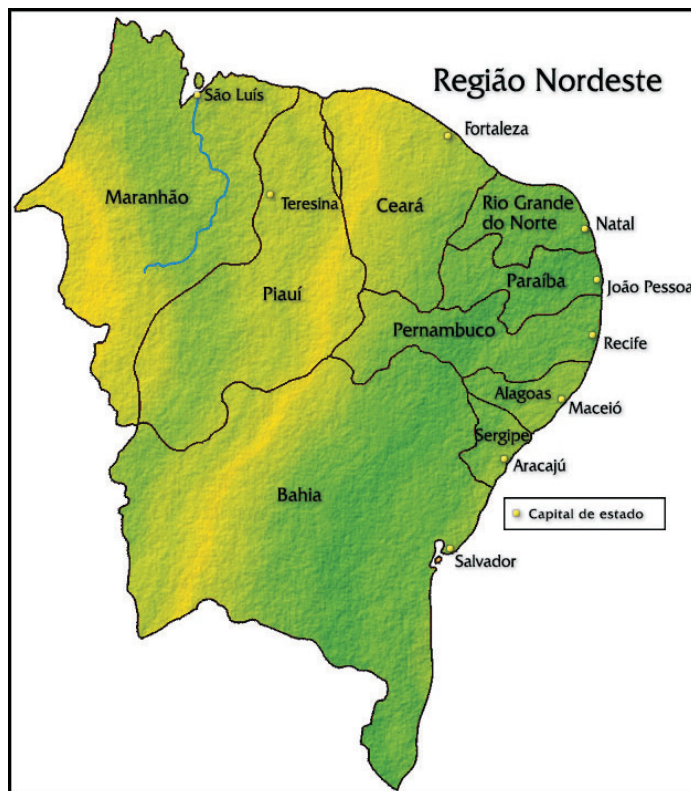 Região Nordeste
São Luís
Fortaleza
Maranhão
Teresina
Ceará
Rio Grande
do Norte
Natal
Paraíba
João Pessoa
Piauí
Pernambuco
Recife
Alagoas
Maceió
Sergipe
Aracajú
Bahia
Capital de estado
Salvador